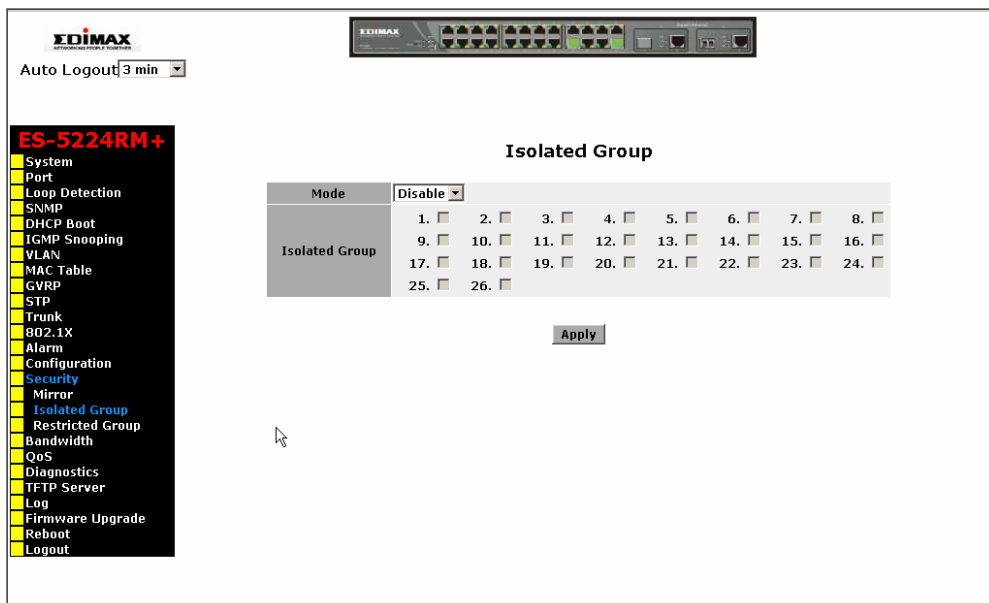 EDIMAX
NETWORKING PEOPLE TOGETHER
EDIMAX
Auto Logout 3 min
ES-5224RM+
System
Port
Loop Detection
SNMP
DHCP Boot
IGMP Snooping
VLAN
MAC Table
GVRP
STP
Trunk
802.1X
Alarm
Configuration
Security
Mirror
Isolated Group
Restricted Group
Bandwidth
QoS
Diagnostics
TFTP Server
Log
Firmware Upgrade
Reboot
Logout
Isolated Group
Mode Disable
Isolated Group
1. 2. 3. 4. 5. 6. 7. 8.
9. 10. 11. 12. 13. 14. 15. 16.
17. 18. 19. 20. 21. 22. 23. 24.
25. 26.
Apply